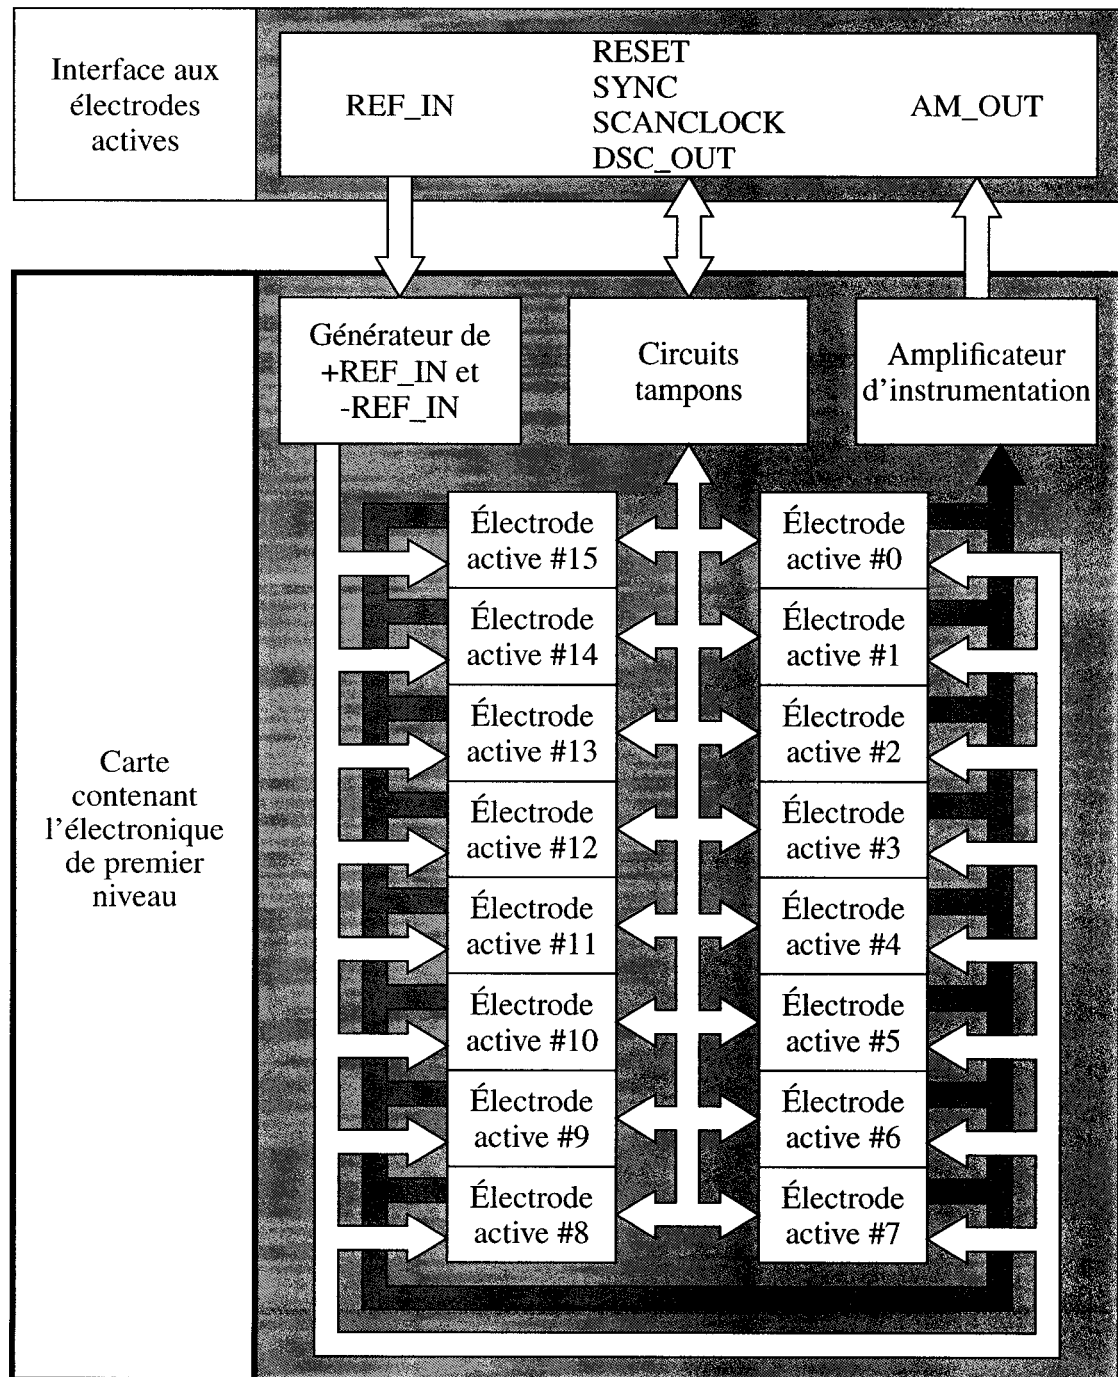 Interface aux
électrodes
actives
REF_IN
RESET
SYNC
SCANCLOCK
DSC_OUT
AM_OUT
Générateur de
+REF_IN et
-REF_IN
Circuits
tampons
Amplificateur
d'instrumentation
Carte
contenant
l'électronique
de premier
niveau
Électrode
active #15
Électrode
active #0
Électrode
active #14
Électrode
active #1
Électrode
active #13
Électrode
active #2
Électrode
active #12
Électrode
active #3
Électrode
active #11
Électrode
active #4
Électrode
active #10
Électrode
active #5
Électrode
active #9
Électrode
active #6
Électrode
active #8
Électrode
active #7